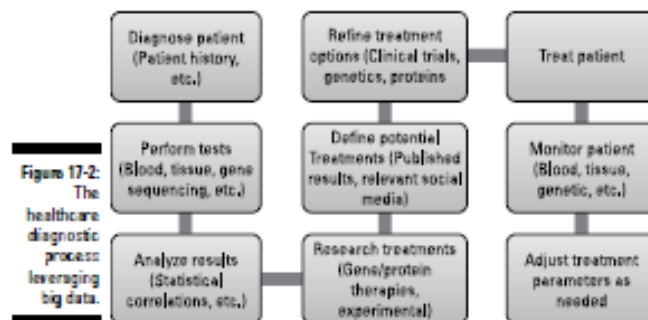 Diagnose patient
(Patient history,
etc.)
Perform tests
(Blood, tissue, gene
sequencing, etc.)
Analyze results
(Statistical
correlations, etc.)
Research treatments
(Gene/protein
therapies,
experimental)
Define potential
Treatments (Published
results, relevant social
media)
Refine treatment
options (Clinical trials,
genetics, proteins
Treat patient
Monitor patient
(Blood, tissue,
genetic, etc.)
Adjust treatment
parameters as
needed
Figure 17-2:
The
healthcare
diagnostic
process
leveraging
big data.